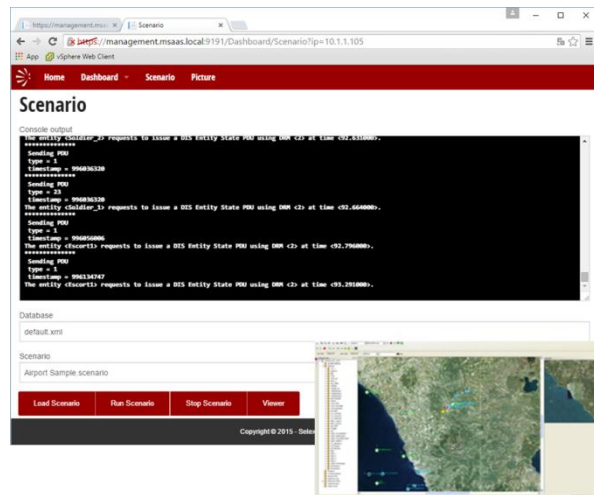 https://management.msaa
Scenario
https://management.msaas.local:9191/Dashboard/Scenario?ip=10.1.1.105
App vSphere Web Client
Home Dashboard Scenario Picture
Scenario
Console output
The entity <Soldier_2> requests to issue a DIS Entity State PDU using DRM <2> at time <92.631000>.
**************
Sending PDU
type = 1
timestamp = 996036320
**************
Sending PDU
type = 23
timestamp = 996036320
The entity <Soldier_1> requests to issue a DIS Entity State PDU using DRM <2> at time <92.664000>.
**************
Sending PDU
type = 1
timestamp = 996056006
The entity <Escort1> requests to issue a DIS Entity State PDU using DRM <2> at time <92.796000>.
**************
Sending PDU
type = 1
timestamp = 996134747
The entity <Escort1> requests to issue a DIS Entity State PDU using DRM <2> at time <93.291000>.
Database
default.xml
Scenario
Airport Sample scenario
Load Scenario Run Scenario Stop Scenario Viewer
Copyright © 2015 - Selex